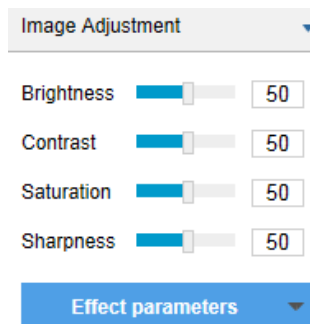 Image Adjustment
Brightness 50
Contrast 50
Saturation 50
Sharpness 50
Effect parameters